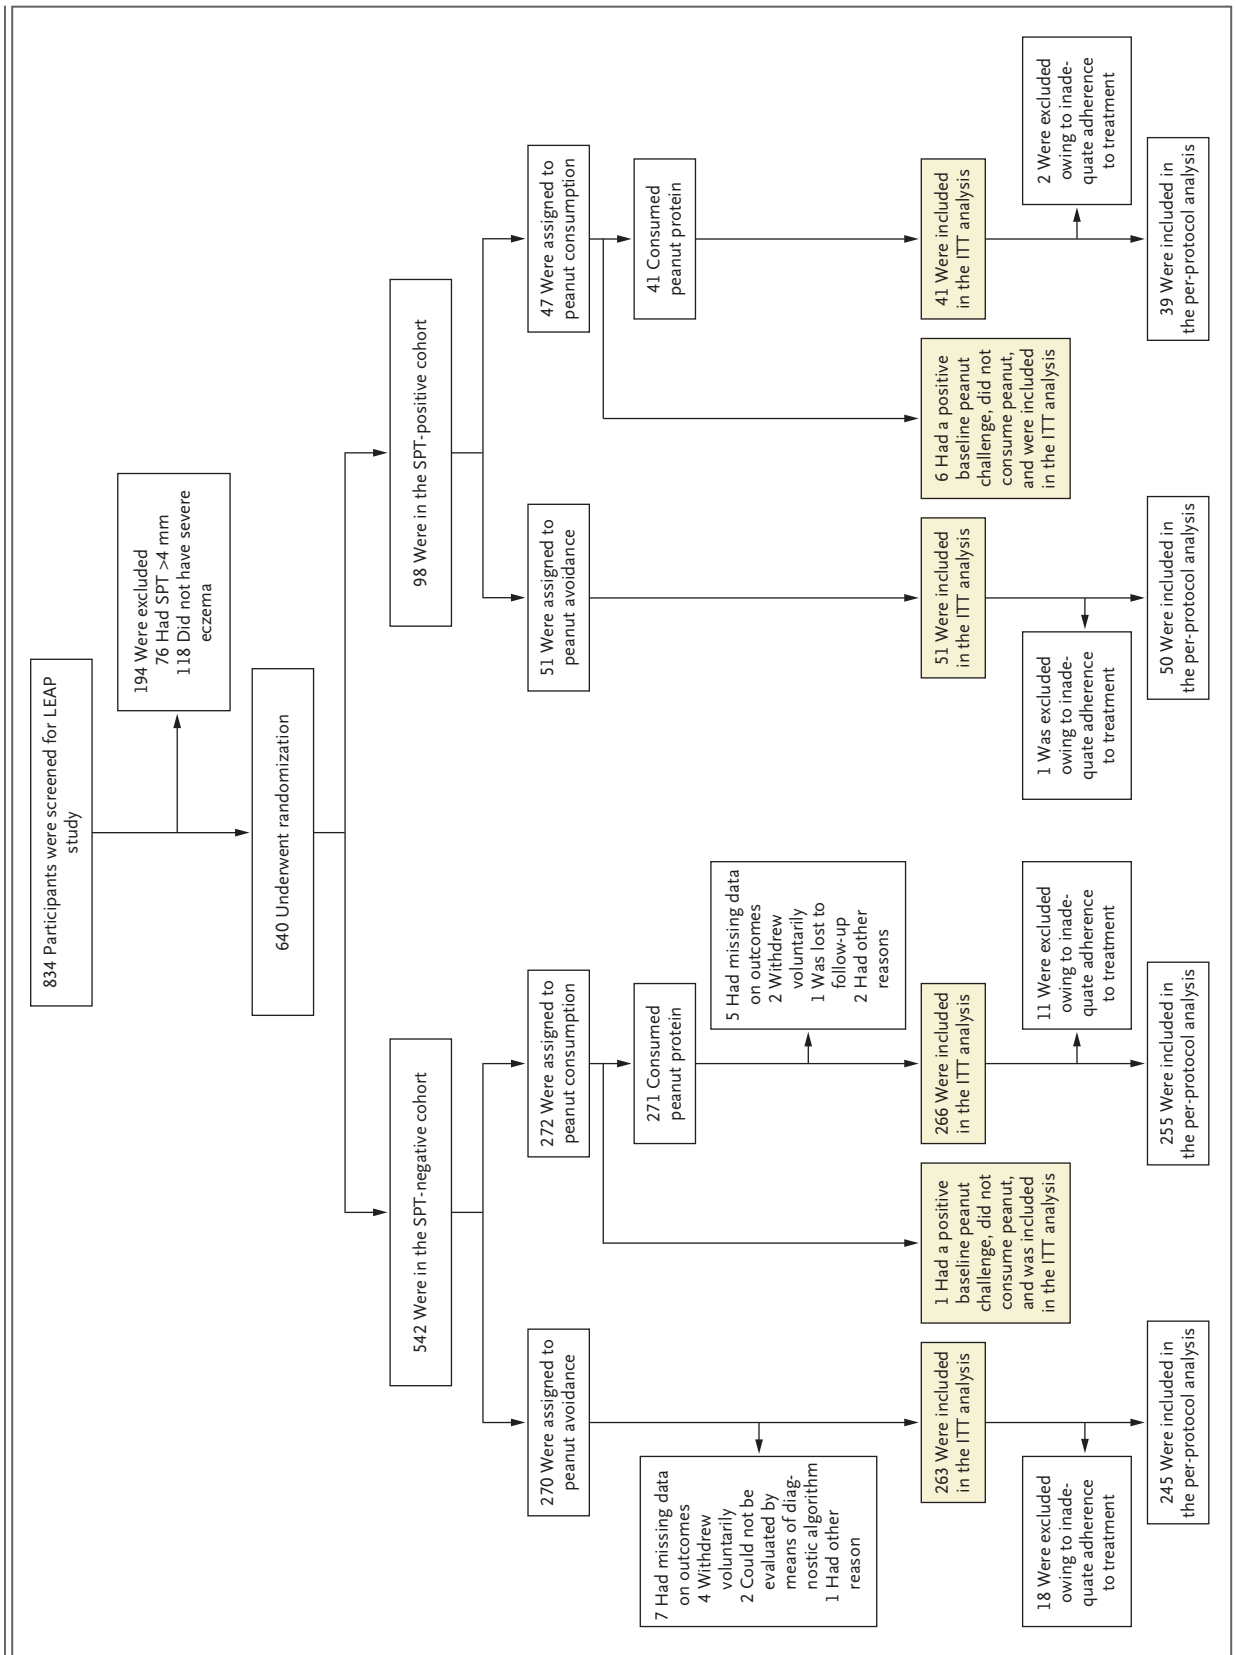 834 Participants were screened for LEAP
study
194 Were excluded
76 Had SPT >4 mm
118 Did not have severe
eczema
640 Underwent randomization
542 Were in the SPT-negative cohort
98 Were in the SPT-positive cohort
270 Were assigned to
peanut avoidance
272 Were assigned to
peanut consumption
51 Were assigned to
peanut avoidance
47 Were assigned to
peanut consumption
7 Had missing data
on outcomes
4 Withdrew
voluntarily
2 Could not be
evaluated by
means of diag-
nostic algorithm
1 Had other
reason
271 Consumed
peanut protein
5 Had missing data
on outcomes
2 Withdrew
voluntarily
1 Was lost to
follow-up
2 Had other
reasons
41 Consumed
peanut protein
263 Were included
in the ITT analysis
1 Had a positive
baseline peanut
challenge, did not
consume peanut,
and was included
in the ITT analysis
266 Were included
in the ITT analysis
51 Were included
in the ITT analysis
6 Had a positive
baseline peanut
challenge, did not
consume peanut,
and were included
in the ITT analysis
41 Were included
in the ITT analysis
18 Were excluded
owing to inade-
quate adherence
to treatment
11 Were excluded
owing to inade-
quate adherence
to treatment
1 Was excluded
owing to inade-
quate adherence
to treatment
2 Were excluded
owing to inade-
quate adherence
to treatment
245 Were included in
the per-protocol analysis
255 Were included in
the per-protocol analysis
50 Were included in
the per-protocol analysis
39 Were included in
the per-protocol analysis